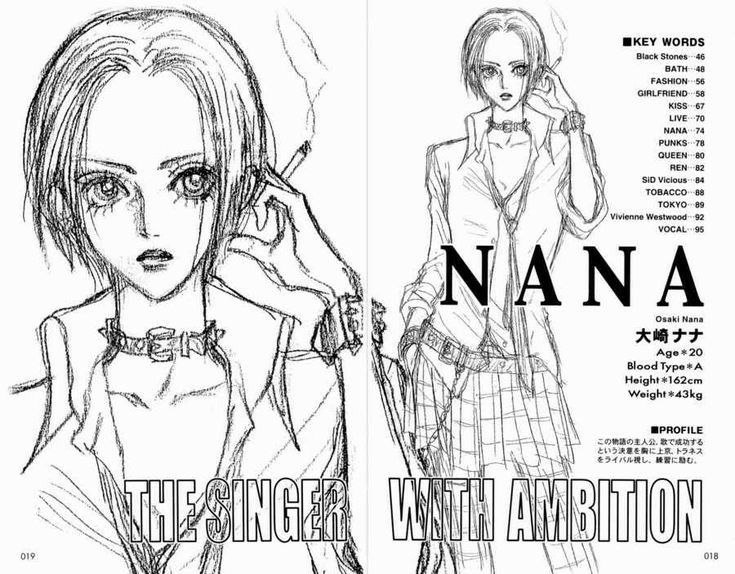 ■KEY WORDS
Black Stones…46
BATH…48
FASHION…56
GIRLFRIEND…58
KISS…67
LIVE…70
NANA…74
PUNKS…78
QUEEN…80
REN…82
SiD Vicious…84
TOBACCO…88
TOKYO…89
Vivienne Westwood…92
VOCAL…95
NANA
Osaki Nana
大崎ナナ
Age*20
Blood Type*A
Height*162cm
Weight*43kg
■PROFILE
この物語の主人公。歌で成功する
という決意を胸に上京。トラネス
をライバル視し、練習に励む。
THE SINGER WITH AMBITION
019
018